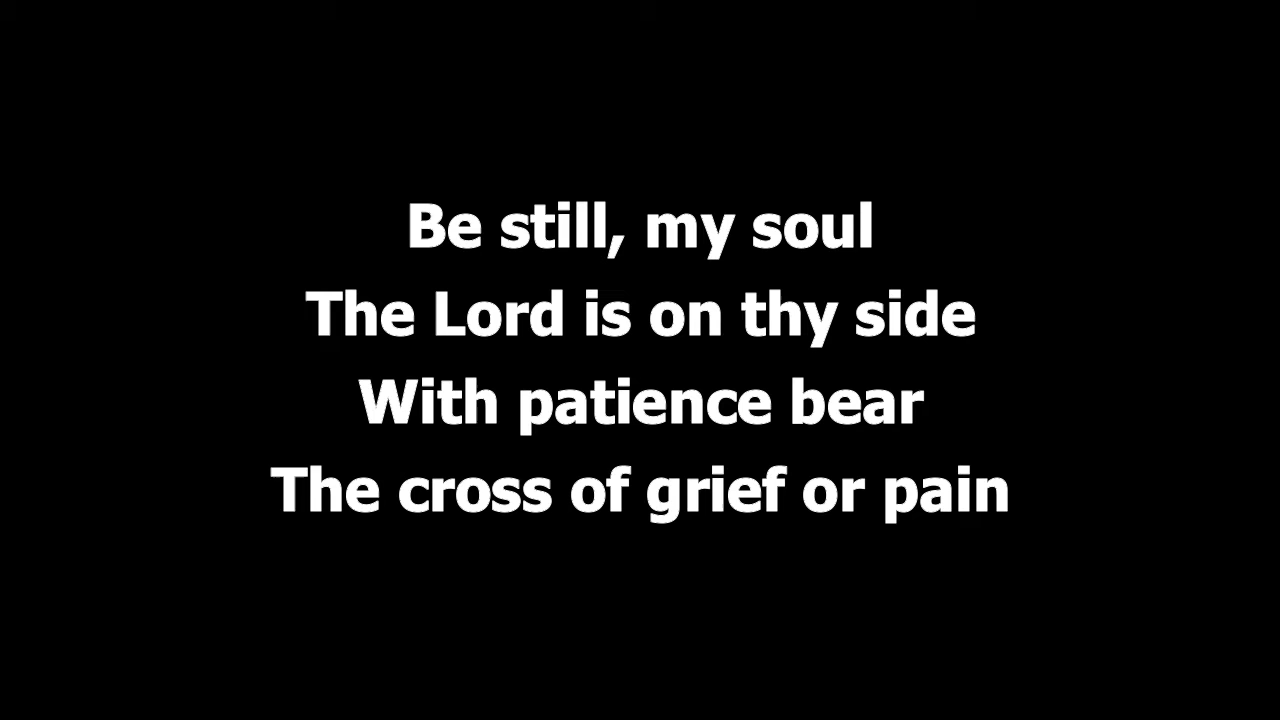 Be still, my soul
The Lord is on thy side
With patience bear
The cross of grief or pain